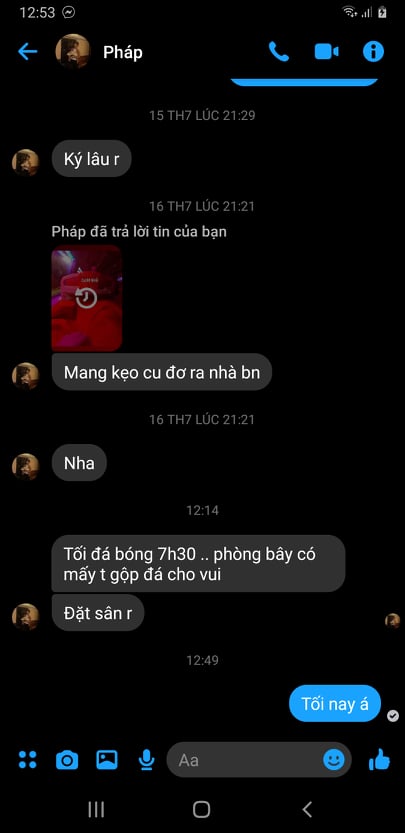 12:53
Pháp
15 TH7 LÚC 21:29
Ký lâu r
16 TH7 LÚC 21:21
Pháp đã trả lời tin của bạn
Mang kẹo cu đơ ra nhà bn
16 TH7 LÚC 21:21
Nha
12:14
Tối đá bóng 7h30 .. phòng bây có
mấy t gộp đá cho vui
Đặt sân r
12:49
Tối nay á
Aa